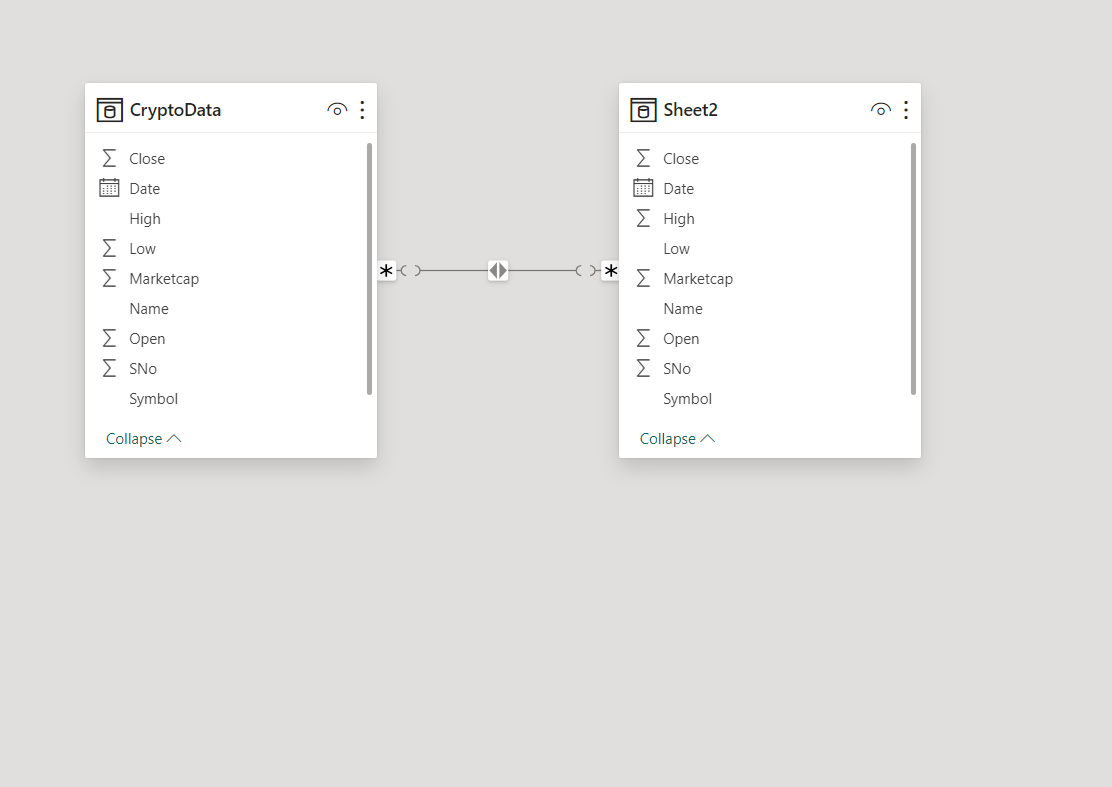 CryptoData
Close
Date
High
Low
Marketcap
Name
Open
SNo
Symbol
Collapse
Sheet2
Close
Date
High
Low
Marketcap
Name
Open
SNo
Symbol
Collapse